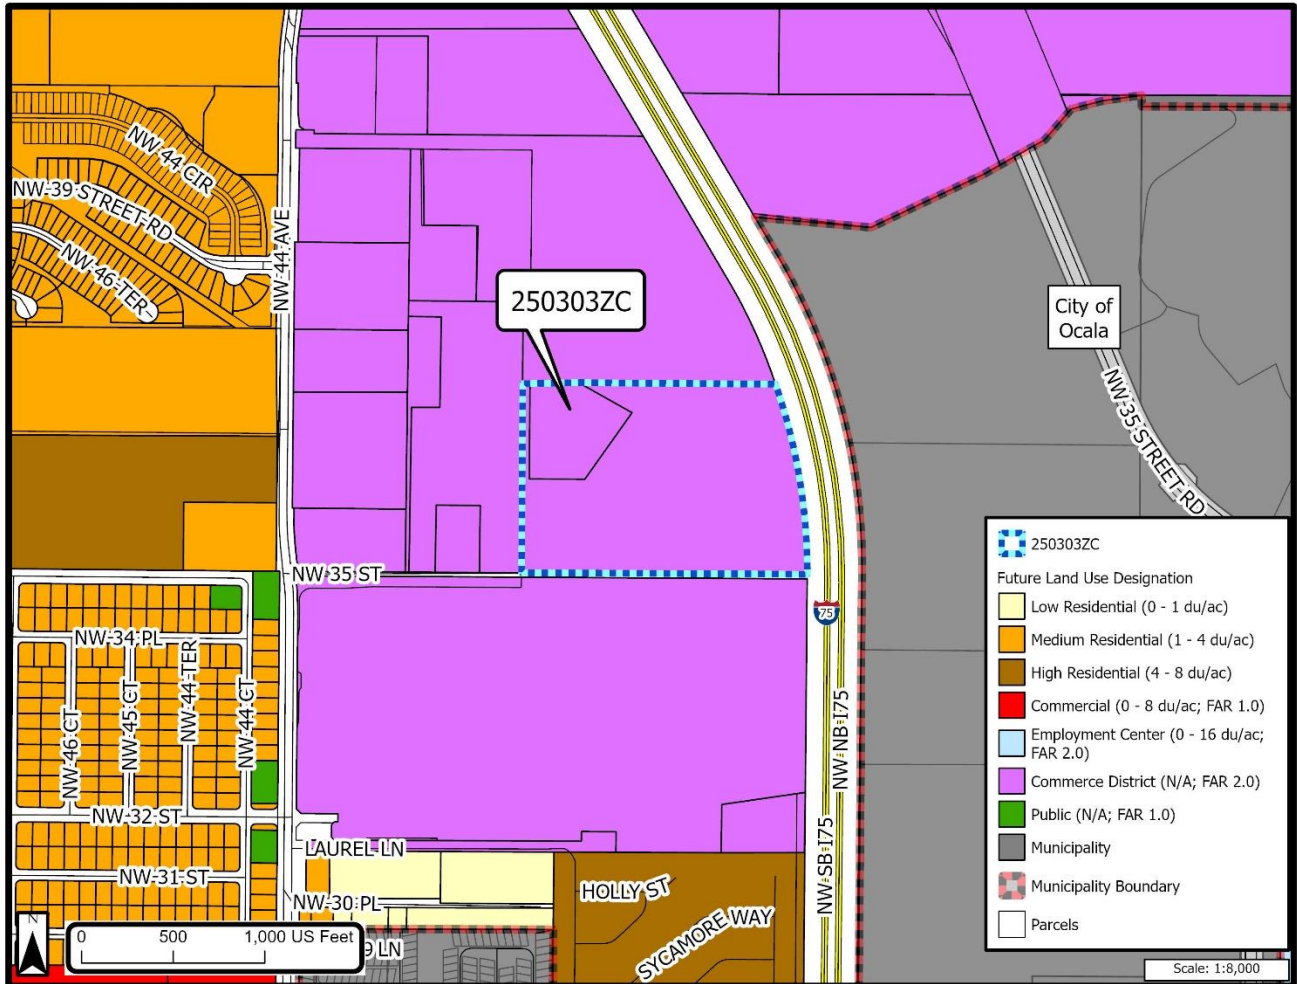 NW 44 CIR
NW 39 STREET RD
NW 46 TER
NW 44 AVE
250303ZC
City of
Ocala
NW 35 STREET RD
NW 35 ST
NW 34 PL
NW 46 CT
NW 45 CT
NW 44 TER
NW 44 CT
NW 32 ST
NW 31 ST
LAUREL LN
NW 30 PL
9 LN
HOLLY ST
SYCAMORE WAY
75
NW NB I75
NW SB I75
N
0 500 1,000 US Feet
250303ZC
Future Land Use Designation
Low Residential (0 - 1 du/ac)
Medium Residential (1 - 4 du/ac)
High Residential (4 - 8 du/ac)
Commercial (0 - 8 du/ac; FAR 1.0)
Employment Center (0 - 16 du/ac;
FAR 2.0)
Commerce District (N/A; FAR 2.0)
Public (N/A; FAR 1.0)
Municipality
Municipality Boundary
Parcels
Scale: 1:8,000